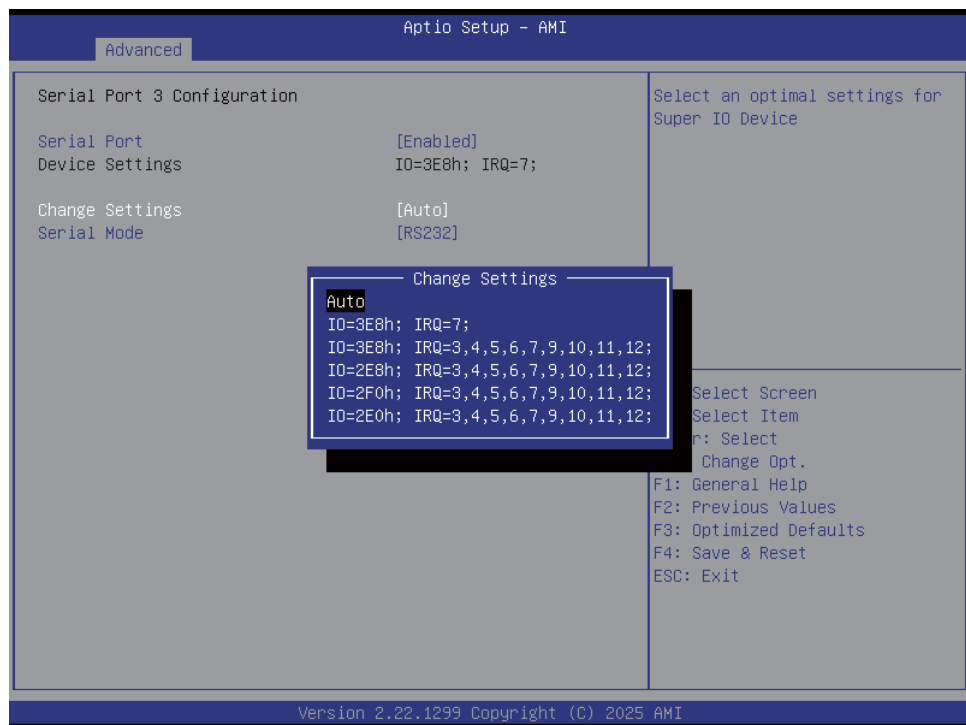 Aptio Setup – AMI
Advanced
Serial Port 3 Configuration
Serial Port [Enabled]
Device Settings IO=3E8h; IRQ=7;
Change Settings [Auto]
Serial Mode [RS232]
Select an optimal settings for
Super IO Device
Change Settings
Auto
IO=3E8h; IRQ=7;
IO=3E8h; IRQ=3,4,5,6,7,9,10,11,12;
IO=2E8h; IRQ=3,4,5,6,7,9,10,11,12;
IO=2F0h; IRQ=3,4,5,6,7,9,10,11,12;
IO=2E0h; IRQ=3,4,5,6,7,9,10,11,12;
Select Screen
Select Item
r: Select
Change Opt.
F1: General Help
F2: Previous Values
F3: Optimized Defaults
F4: Save & Reset
ESC: Exit
Version 2.22.1299 Copyright (C) 2025 AMI